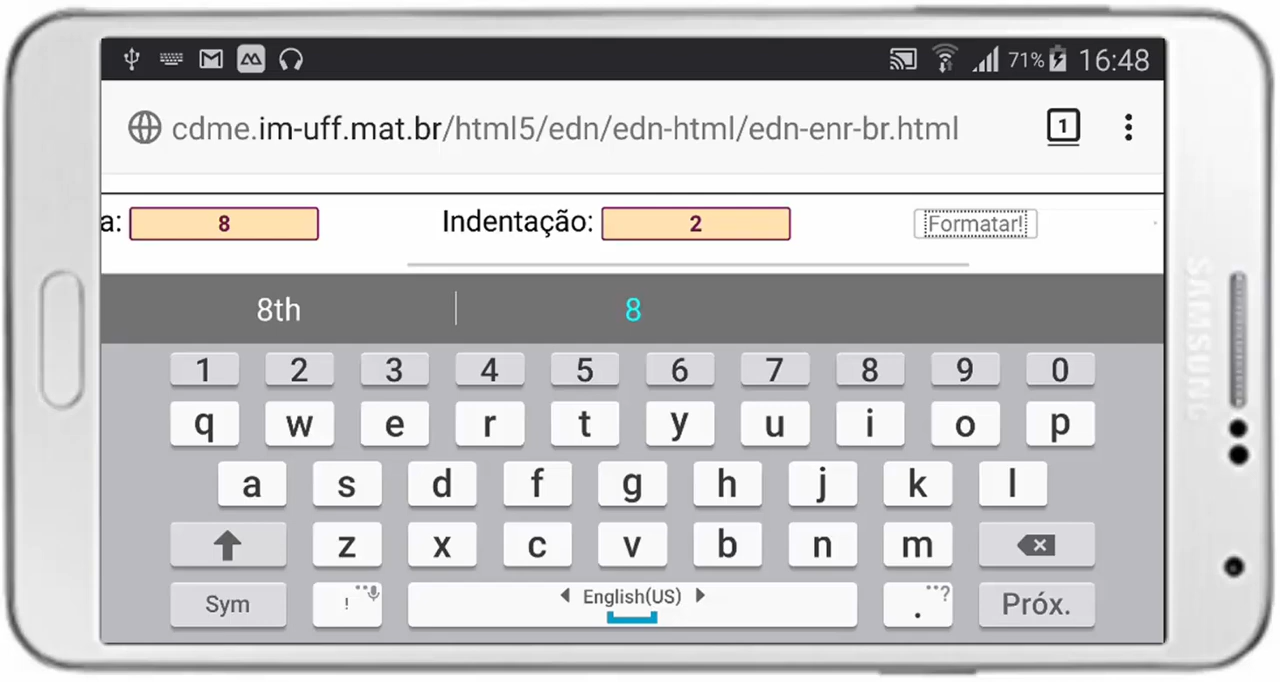 71% 16:48
cdme.im-uff.mat.br/html5/edn/edn-html/edn-enr-br.html 1
a: 8 Indentação: 2 Formatar!
8th 8
1 2 3 4 5 6 7 8 9 0
q w e r t y u i o p
a s d f g h j k l
z x c v b n m
Sym ! English(US) . ? Próx.
SAMSUNG